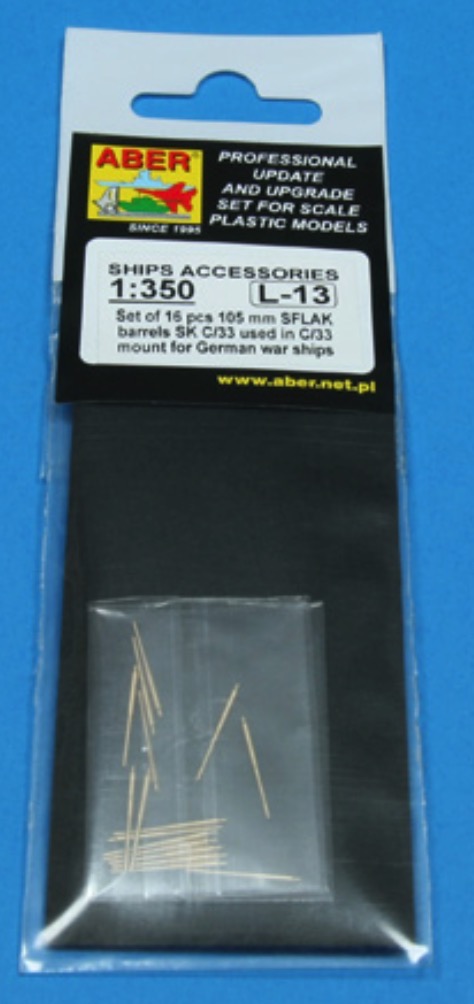 ABER®
SINCE 1995
PROFESSIONAL
UPDATE
AND UPGRADE
SET FOR SCALE
PLASTIC MODELS
SHIPS ACCESSORIES
1:350 L-13
Set of 16 pcs 105 mm SFLAK
barrels SK C/33 used in C/33
mount for German war ships
www.aber.net.pl